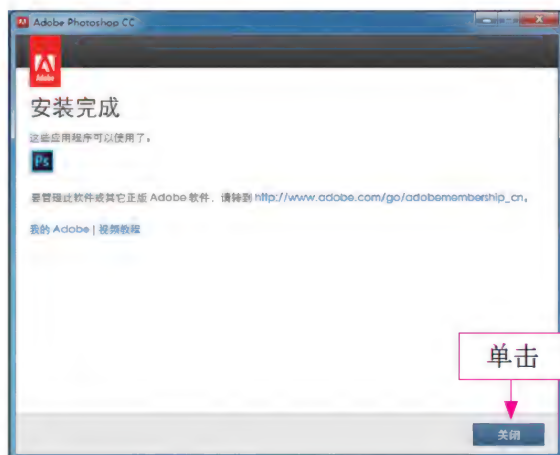 Adobe Photoshop CC
Adobe
安装完成
这些应用程序可以使用了。
Ps
要管理此软件或其它正版 Adobe 软件，请转到 http://www.adobe.com/go/adobemembership_cn。
我的 Adobe | 视频教程
单击
关闭